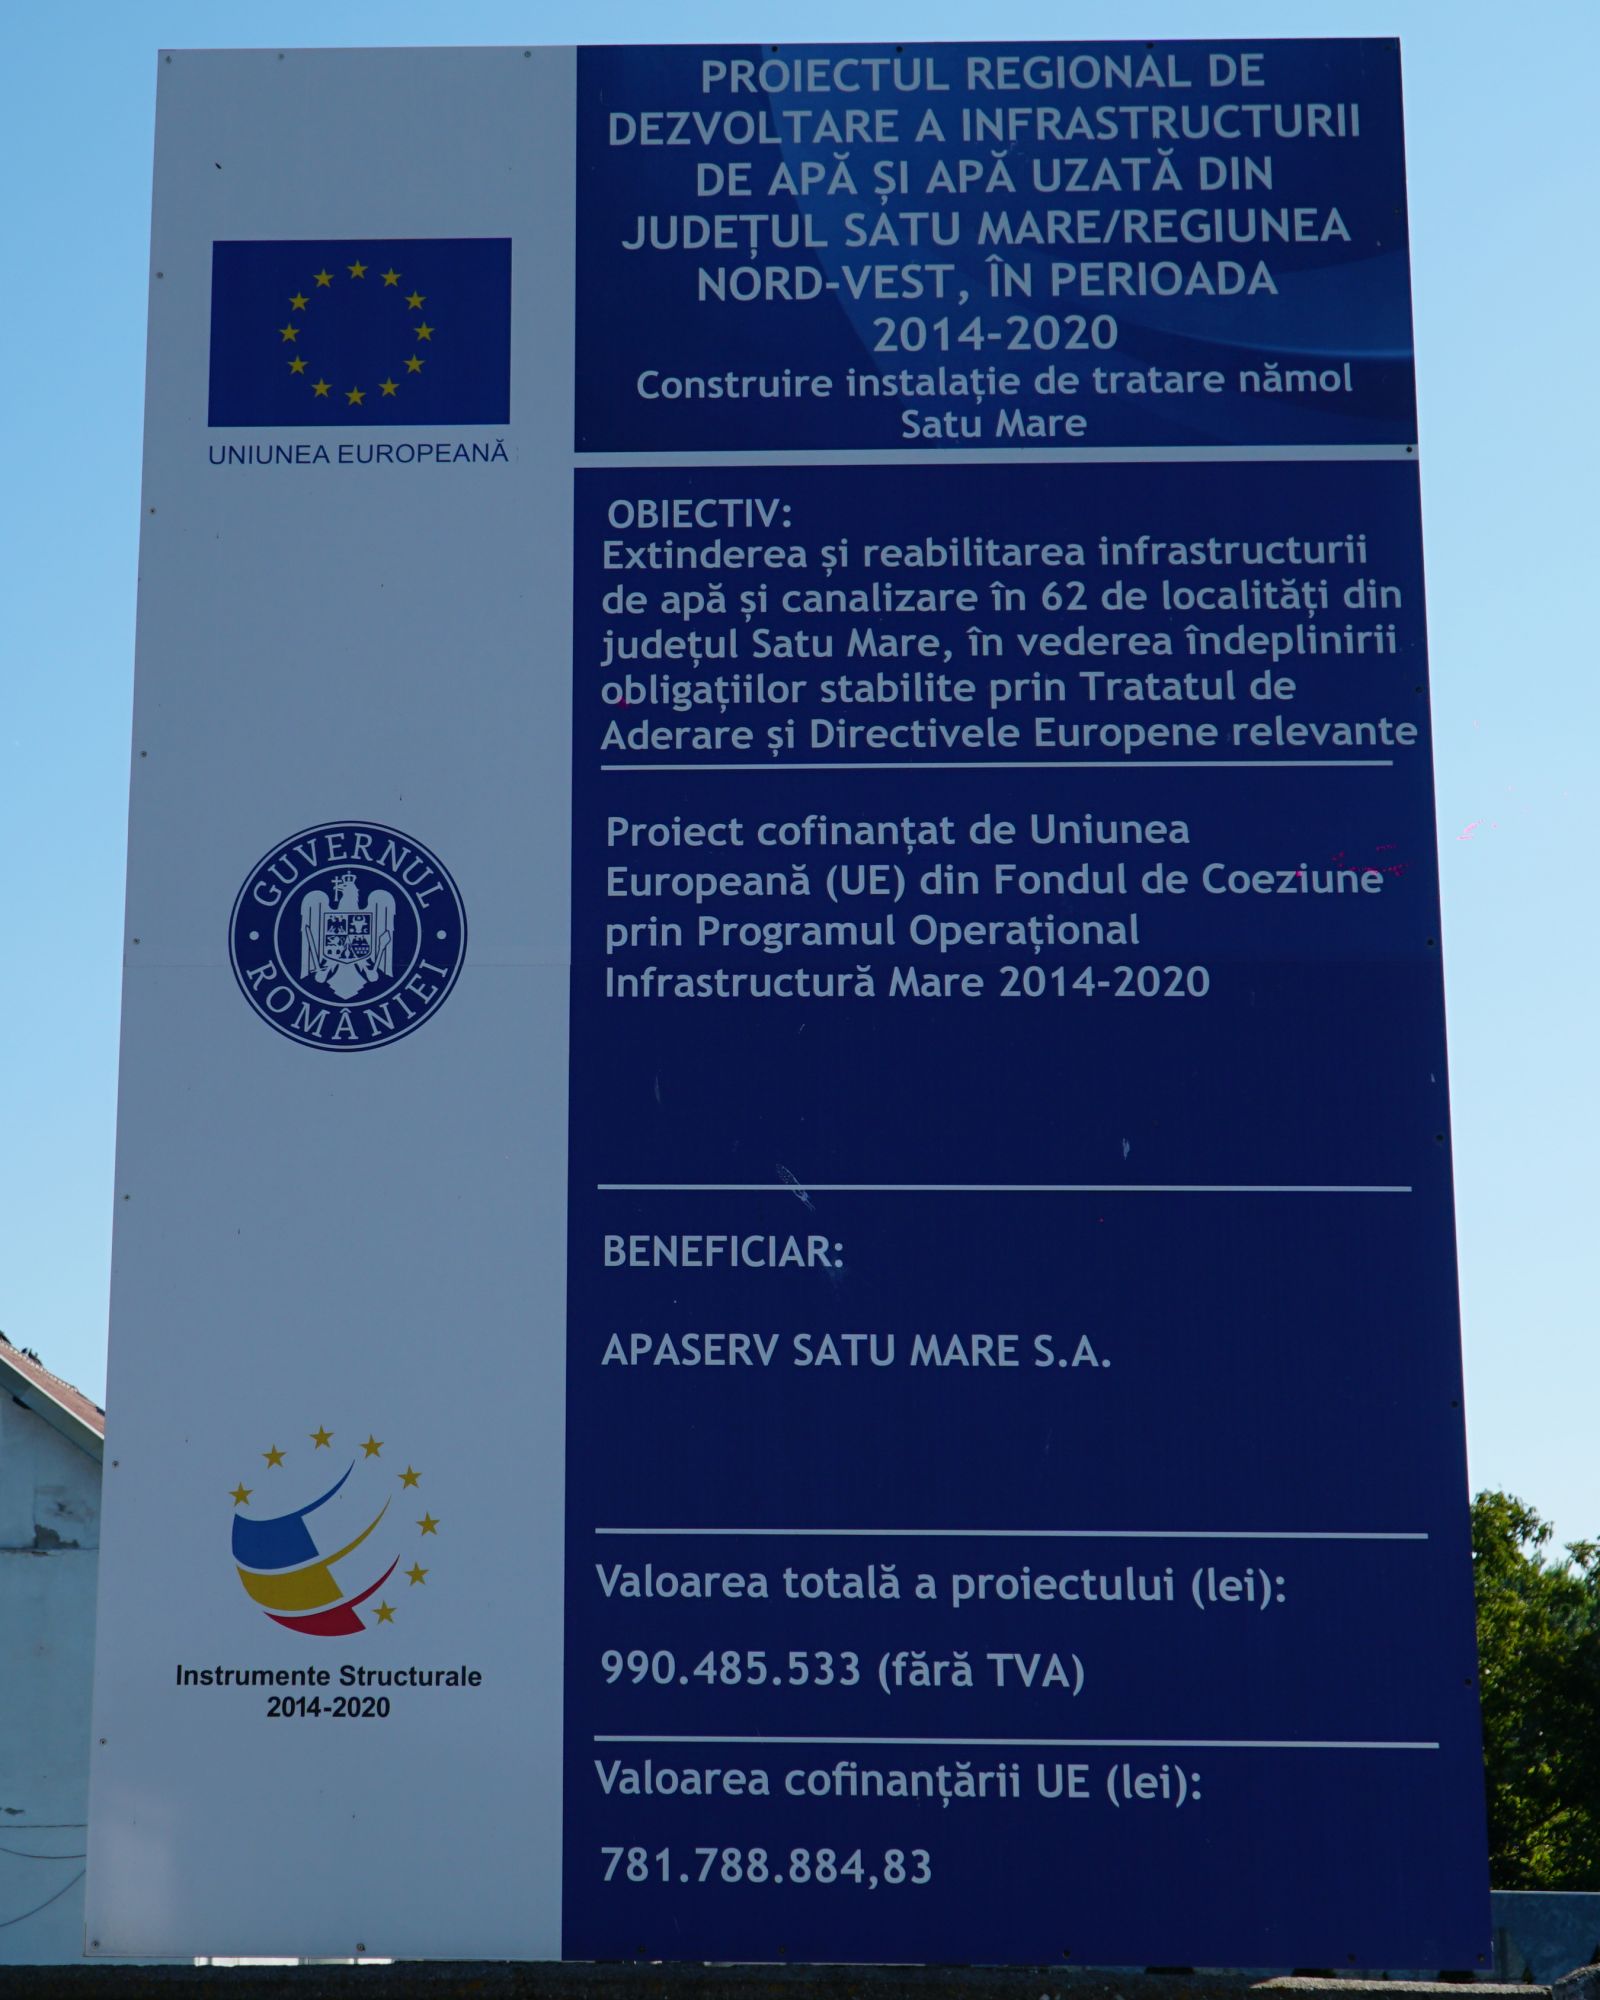 PROIECTUL REGIONAL DE
DEZVOLTARE A INFRASTRUCTURII
DE APĂ ȘI APĂ UZATĂ DIN
JUDEȚUL SATU MARE/REGIUNEA
NORD-VEST, ÎN PERIOADA
2014-2020
Construire instalație de tratare nămol
Satu Mare
UNIUNEA EUROPEANĂ
OBIECTIV:
Extinderea și reabilitarea infrastructurii
de apă și canalizare în 62 de localități din
județul Satu Mare, în vederea îndeplinirii
obligațiilor stabilite prin Tratatul de
Aderare și Directivele Europene relevante
GUVERNUL
ROMÂNIEI
Proiect cofinanțat de Uniunea
Europeană (UE) din Fondul de Coeziune
prin Programul Operațional
Infrastructură Mare 2014-2020
BENEFICIAR:
APASERV SATU MARE S.A.
Instrumente Structurale
2014-2020
Valoarea totală a proiectului (lei):
990.485.533 (fără TVA)
Valoarea cofinanțării UE (lei):
781.788.884,83